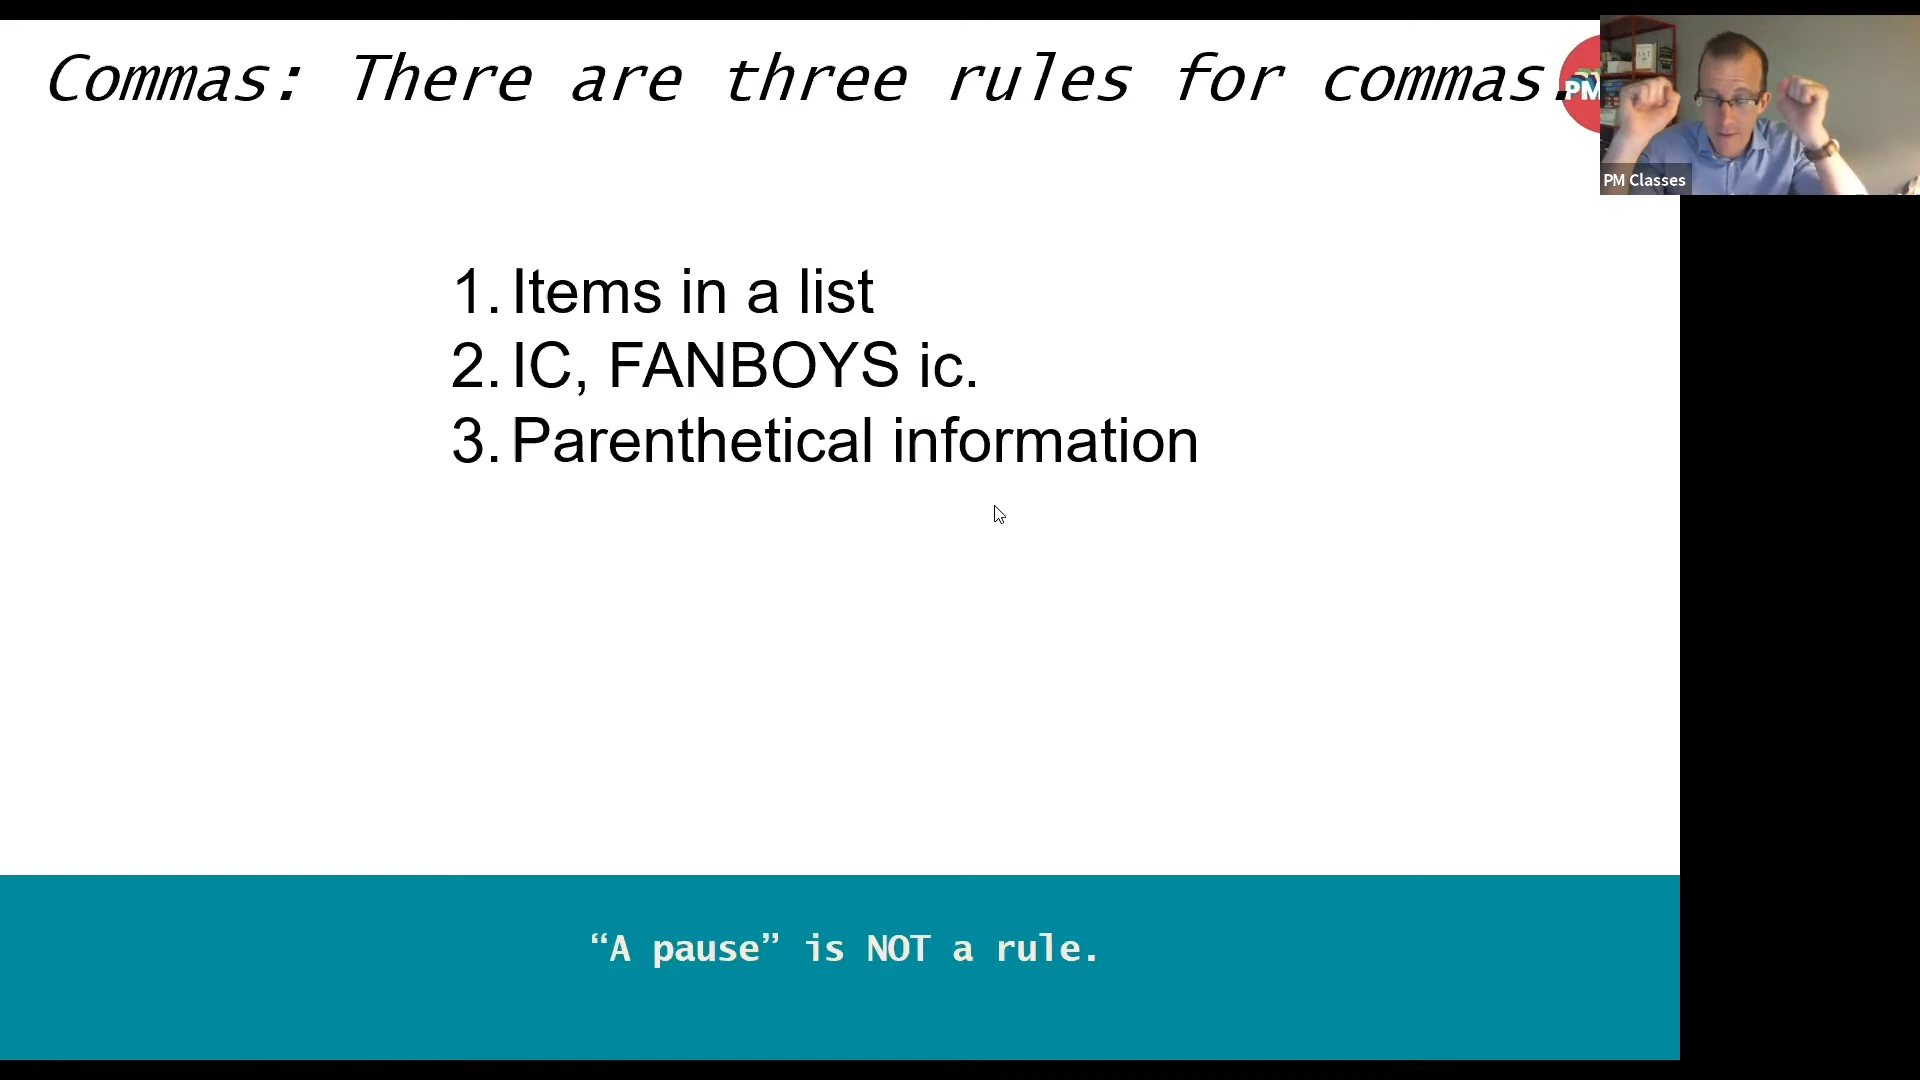 Commas: There are three rules for commas.
PM
PM Classes
1. Items in a list
2. IC, FANBOYS ic.
3. Parenthetical information
“A pause” is NOT a rule.